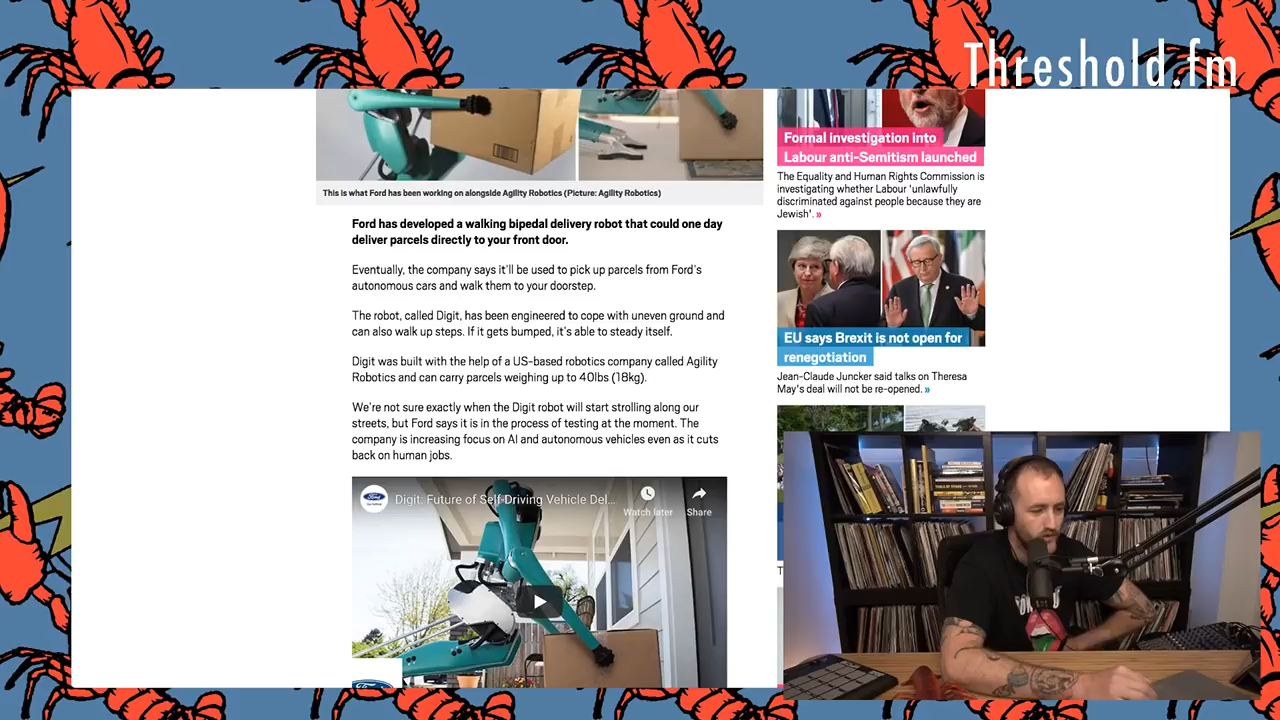 Threshold.fm
This is what Ford has been working on alongside Agility Robotics (Picture: Agility Robotics)
Ford has developed a walking bipedal delivery robot that could one day
deliver parcels directly to your front door.
Eventually, the company says it'll be used to pick up parcels from Ford's
autonomous cars and walk them to your doorstep.
The robot, called Digit, has been engineered to cope with uneven ground and
can also walk up steps. If it gets bumped, it's able to steady itself.
Digit was built with the help of a US-based robotics company called Agility
Robotics and can carry parcels weighing up to 40lbs (18kg).
We're not sure exactly when the Digit robot will start strolling along our
streets, but Ford says it is in the process of testing at the moment. The
company is increasing focus on AI and autonomous vehicles even as it cuts
back on human jobs.
Ford
Digit: Future of Self-Driving Vehicle Del...
Watch later
Share
Formal investigation into
Labour anti-Semitism launched
The Equality and Human Rights Commission is
investigating whether Labour 'unlawfully
discriminated against people because they are
Jewish'. »
EU says Brexit is not open for
renegotiation
Jean-Claude Juncker said talks on Theresa
May's deal will not be re-opened. »